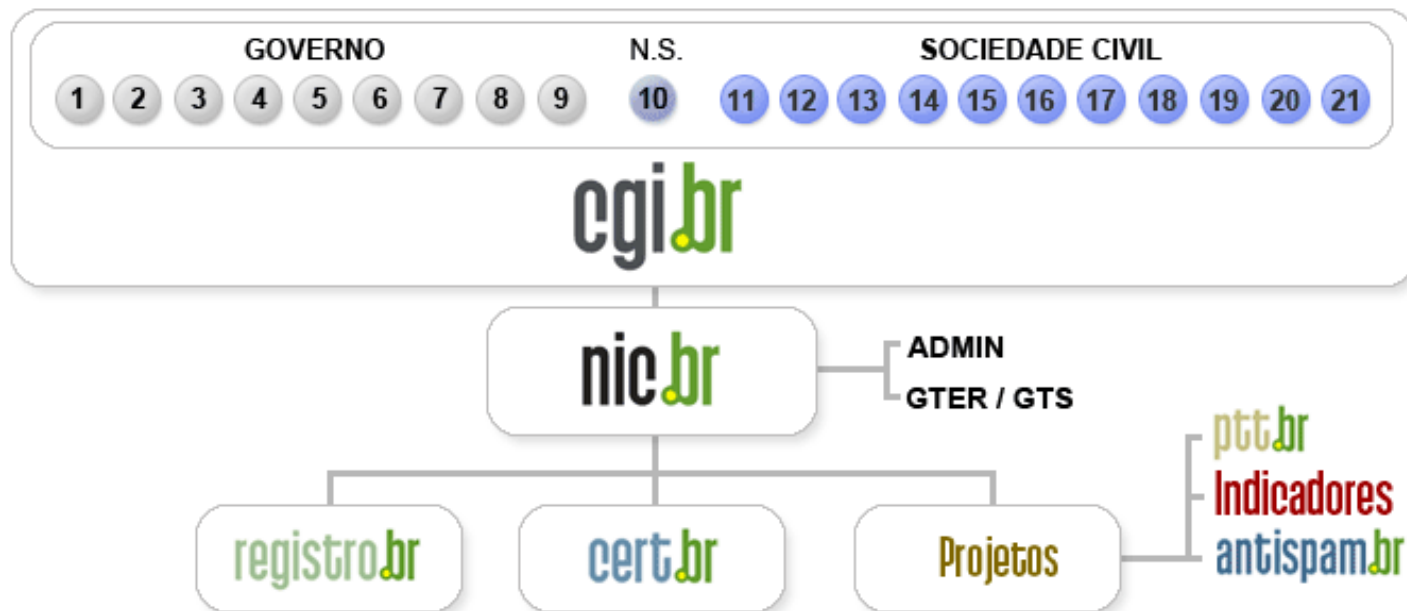 GOVERNO N.S. SOCIEDADE CIVIL
1 2 3 4 5 6 7 8 9 10 11 12 13 14 15 16 17 18 19 20 21
cgi.br
nic.br
ADMIN
GTER / GTS
ptt.br
Indicadores
antispam.br
registro.br cert.br Projetos